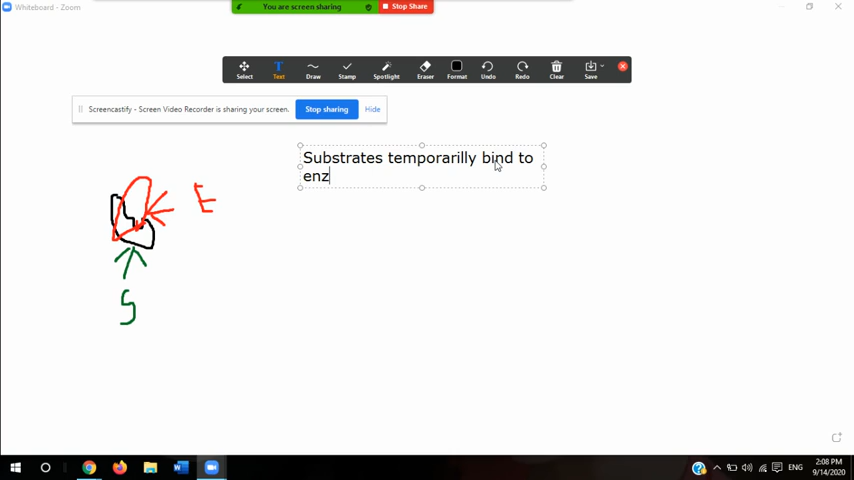 Whiteboard - Zoom
You are screen sharing
Stop Share
Select
Text
Draw
Stamp
Spotlight
Eraser
Format
Undo
Redo
Clear
Save
Screencastify - Screen Video Recorder is sharing your screen.
Stop sharing
Hide
Substrates temporarilly bind to
enz
E
S
ENG
2:08 PM
9/14/2020